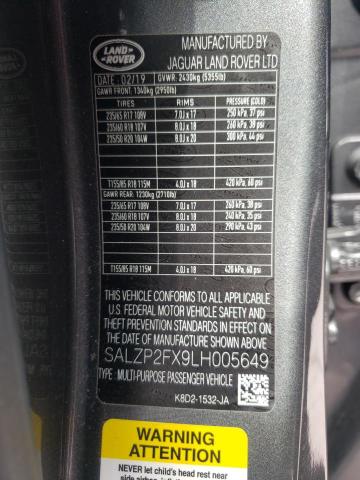 LAND
ROVER
MANUFACTURED BY
JAGUAR LAND ROVER LTD
DATE 02/19 GVWR: 2430kg (5355lb)
GAWR FRONT: 1340kg (2950lb)
TIRES RIMS PRESSURE (COLD)
235/65 R17 108V 7.0J x 17 250 kPa, 37 psi
235/60 R18 107V 8.0J x 18 260 kPa, 38 psi
235/50 R20 104W 8.0J x 20 300 kPa, 44 psi
T155/85 R18 115M 4.0J x 18 420 kPa, 60 psi
GAWR REAR: 1230kg (2710lb)
235/65 R17 108V 7.0J x 17 260 kPa, 38 psi
235/60 R18 107V 8.0J x 18 240 kPa, 35 psi
235/50 R20 104W 8.0J x 20 290 kPa, 43 psi
T155/85 R18 115M 4.0J x 18 420 kPa, 60 psi
THIS VEHICLE CONFORMS TO ALL APPLICABLE
U.S. FEDERAL MOTOR VEHICLE SAFETY AND THEFT
PREVENTION STANDARDS IN EFFECT ON
THE DATE OF MANUFACTURE SHOWN ABOVE
SALZP2FX9LH005649
TYPE: MULTI-PURPOSE PASSENGER VEHICLE
K8D2-1532-JA
WARNING
ATTENTION
NEVER let child's head rest near